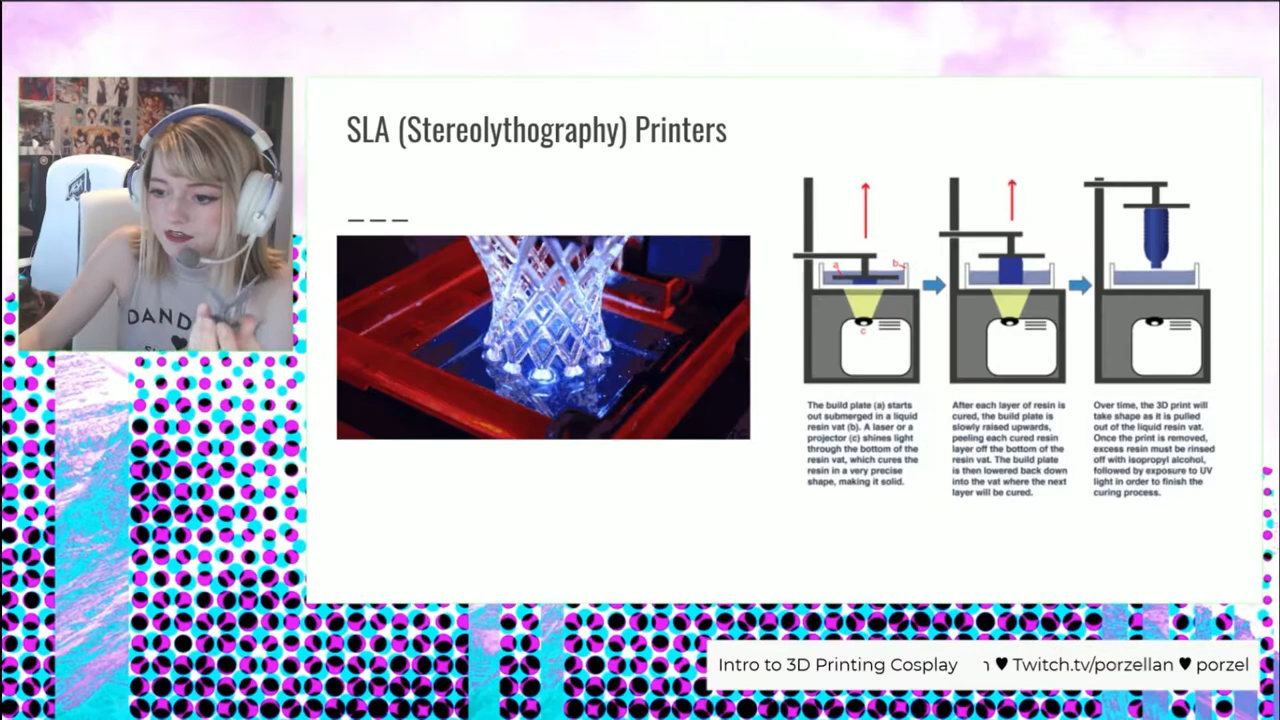 SLA (Stereolythography) Printers
DAND
a
b
c
The build plate (a) starts
out submerged in a liquid
resin vat (b). A laser or a
projector (c) shines light
through the bottom of the
resin vat, which cures the
resin in a very precise
shape, making it solid.
After each layer of resin is
cured, the build plate is
slowly raised upwards,
peeling each cured resin
layer off the bottom of the
resin vat. The build plate
is then lowered back down
into the vat where the next
layer will be cured.
Over time, the 3D print will
take shape as it is pulled
out of the liquid resin vat.
Once the print is removed,
excess resin must be rinsed
off with isopropyl alcohol,
followed by exposure to UV
light in order to finish the
curing process.
Intro to 3D Printing Cosplay
♥ Twitch.tv/porzellan ♥ porzel